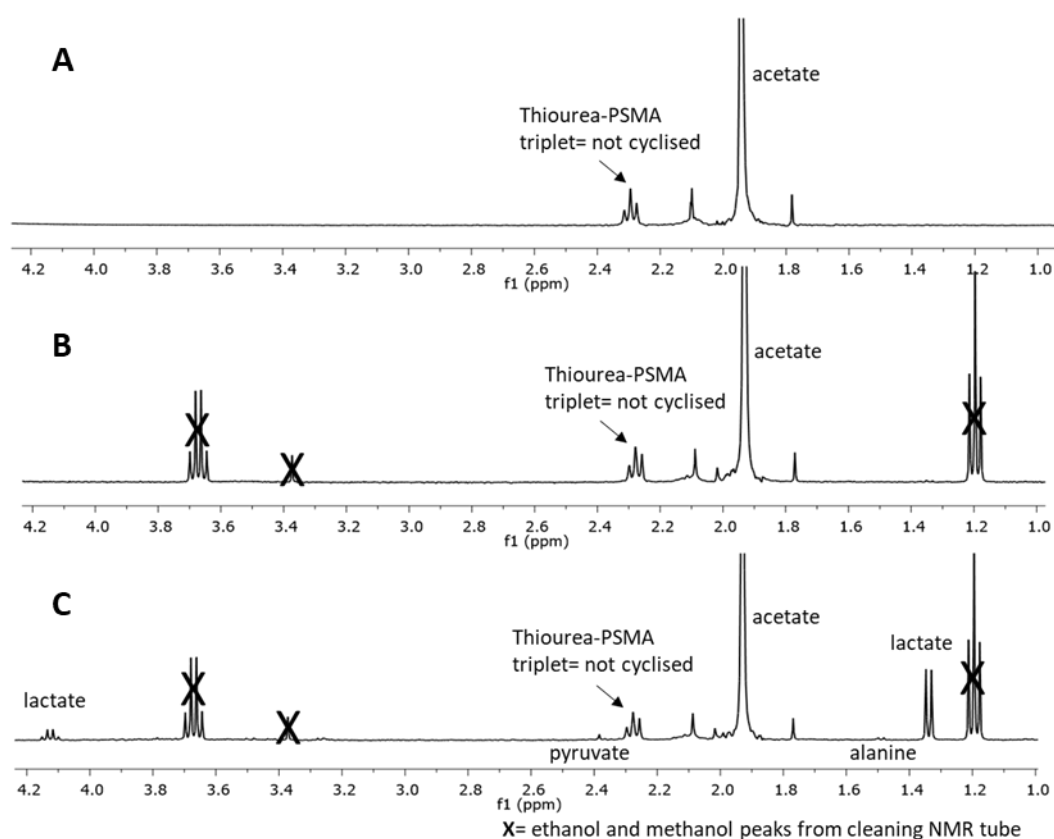 A
Thiourea-PSMA
triplet= not cyclised
acetate
4.2 4.0 3.8 3.6 3.4 3.2 3.0 2.8 2.6 2.4 2.2 2.0 1.8 1.6 1.4 1.2 1.0
f1 (ppm)
B
Thiourea-PSMA
triplet= not cyclised
acetate
X X X
4.2 4.0 3.8 3.6 3.4 3.2 3.0 2.8 2.6 2.4 2.2 2.0 1.8 1.6 1.4 1.2 1.0
f1 (ppm)
C
lactate
Thiourea-PSMA
triplet= not cyclised
acetate
lactate
X X X
pyruvate
alanine
4.2 4.0 3.8 3.6 3.4 3.2 3.0 2.8 2.6 2.4 2.2 2.0 1.8 1.6 1.4 1.2 1.0
f1 (ppm)
X= ethanol and methanol peaks from cleaning NMR tube